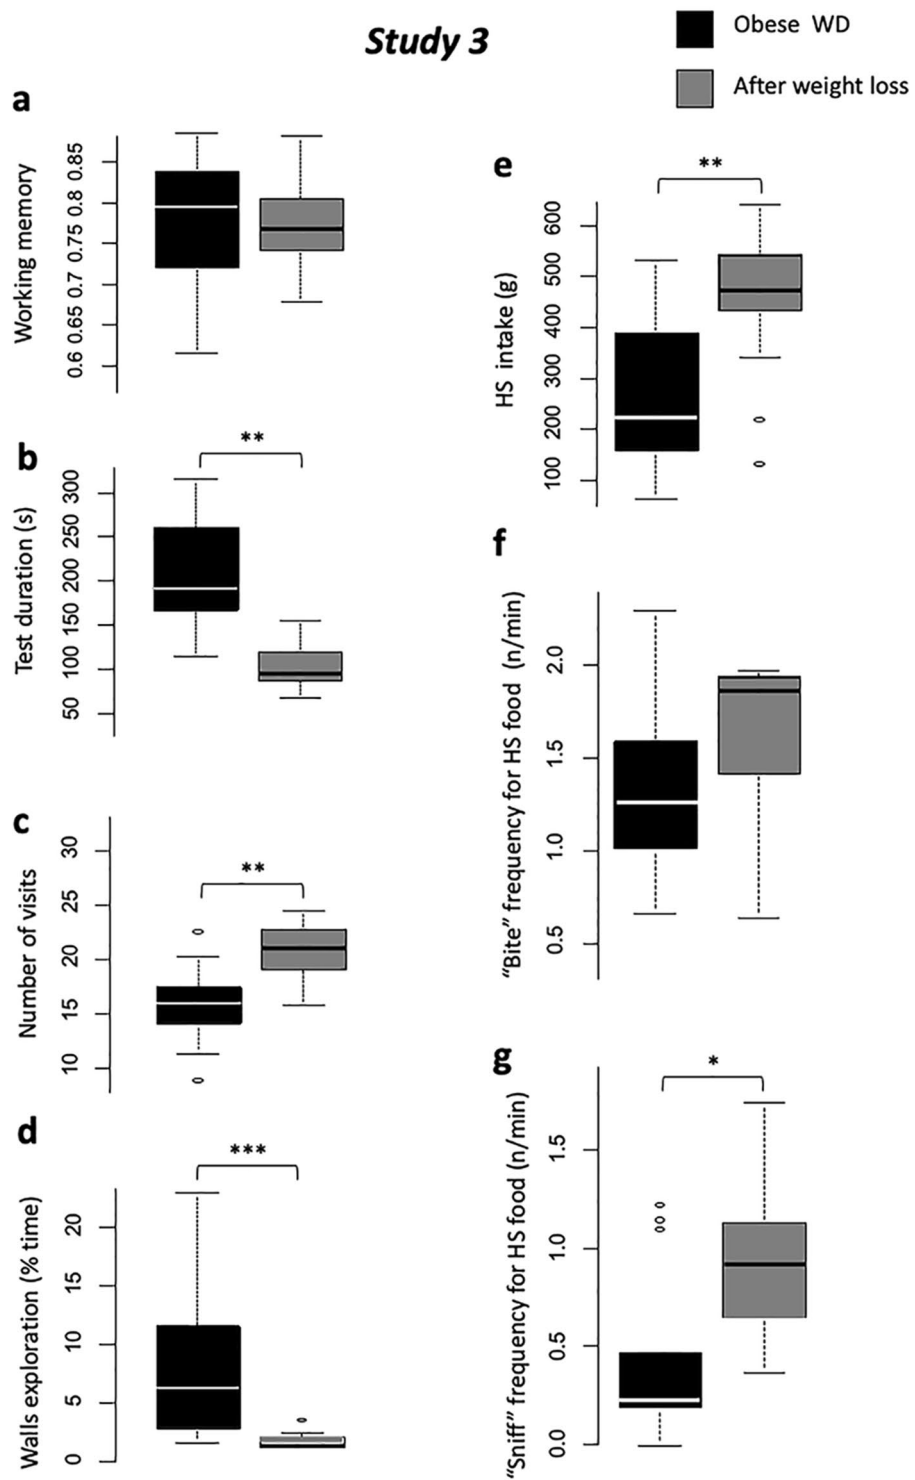 Study 3
Obese WD
After weight loss
a
Working memory
0.6 0.65 0.7 0.75 0.8 0.85
b
**
Test duration (s)
50 100 150 200 250 300
c
**
Number of visits
10 15 20 25 30
d
***
Walls exploration (% time)
0 5 10 15 20
e
**
HS intake (g)
100 200 300 400 500 600
f
“Bite” frequency for HS food (n/min)
0.5 1.0 1.5 2.0
g
*
“Sniff” frequency for HS food (n/min)
0.0 0.5 1.0 1.5